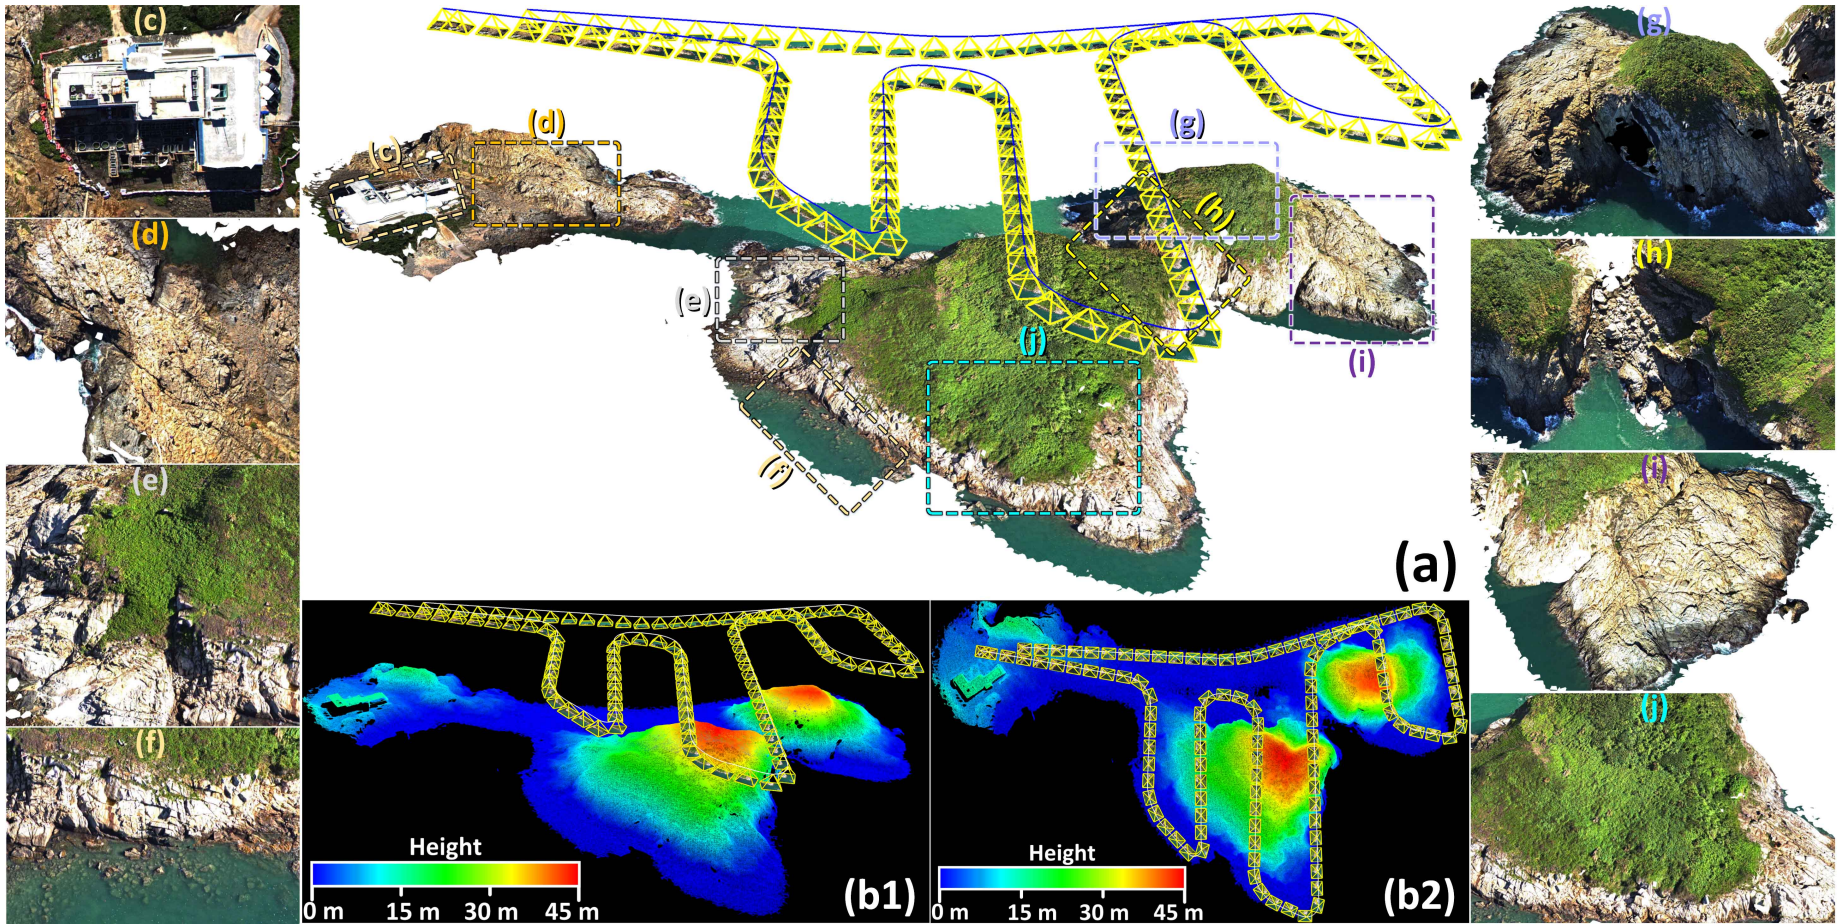 (c)
(d)
(e)
(f)
(c)
(d)
(g)
(h)
(e)
(j)
(i)
(f)
(a)
Height
0 m 15 m 30 m 45 m
(b1)
Height
0 m 15 m 30 m 45 m
(b2)
(g)
(h)
(i)
(j)